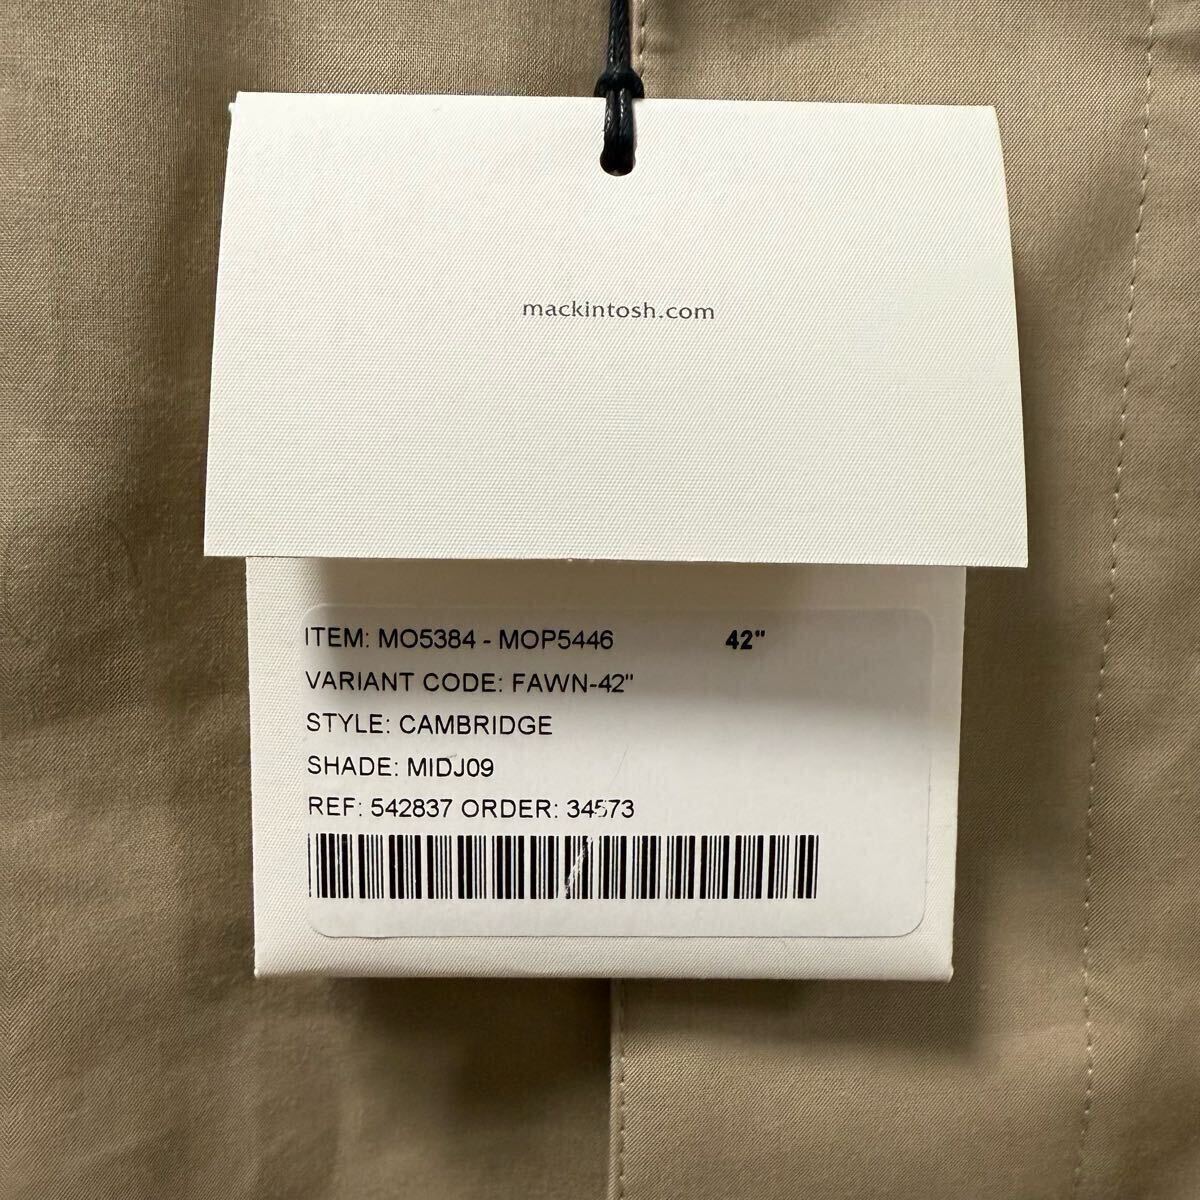 mackintosh.com
ITEM: MO5384 - MOP5446 42"
VARIANT CODE: FAWN-42"
STYLE: CAMBRIDGE
SHADE: MIDJ09
REF: 542837 ORDER: 34573